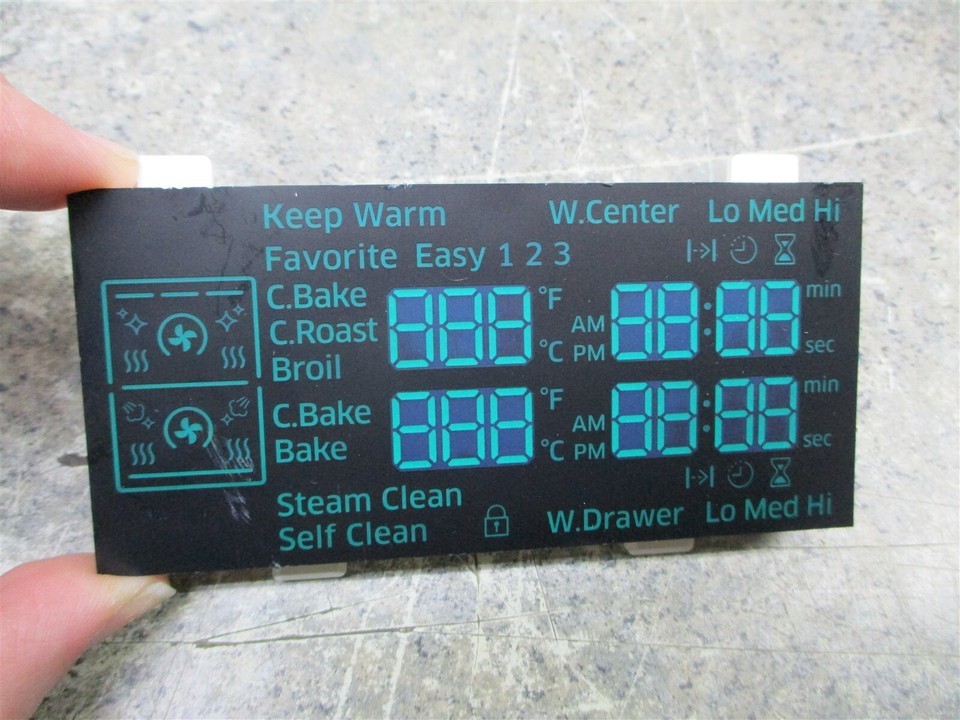 Keep Warm W.Center Lo Med Hi
Favorite Easy 1 2 3
C.Bake °F min
C.Roast AM
Broil °C PM sec
C.Bake °F min
AM
Bake °C PM sec
Steam Clean
Self Clean W.Drawer Lo Med Hi